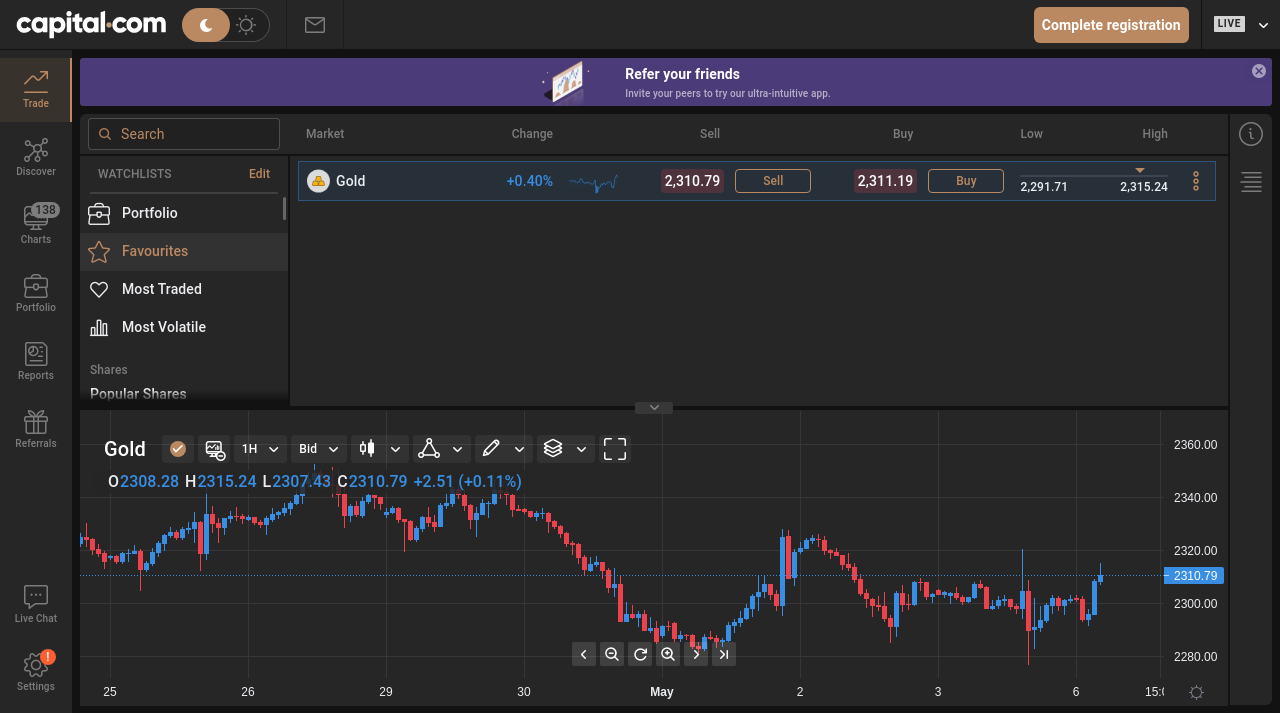 capital.com
Complete registration
LIVE
Trade
Discover
138
Charts
Portfolio
Reports
Referrals
Live Chat
!
Settings
Refer your friends
Invite your peers to try our ultra-intuitive app.
Search
WATCHLISTS Edit
Portfolio
Favourites
Most Traded
Most Volatile
Shares
Popular Shares
Market Change Sell Buy Low High
Gold +0.40% 2,310.79 Sell 2,311.19 Buy 2,291.71 2,315.24
Gold 1H Bid
O2308.28 H2315.24 L2307.43 C2310.79 +2.51 (+0.11%)
2360.00
2340.00
2320.00
2310.79
2300.00
2280.00
25 26 29 30 May 2 3 6 15:0